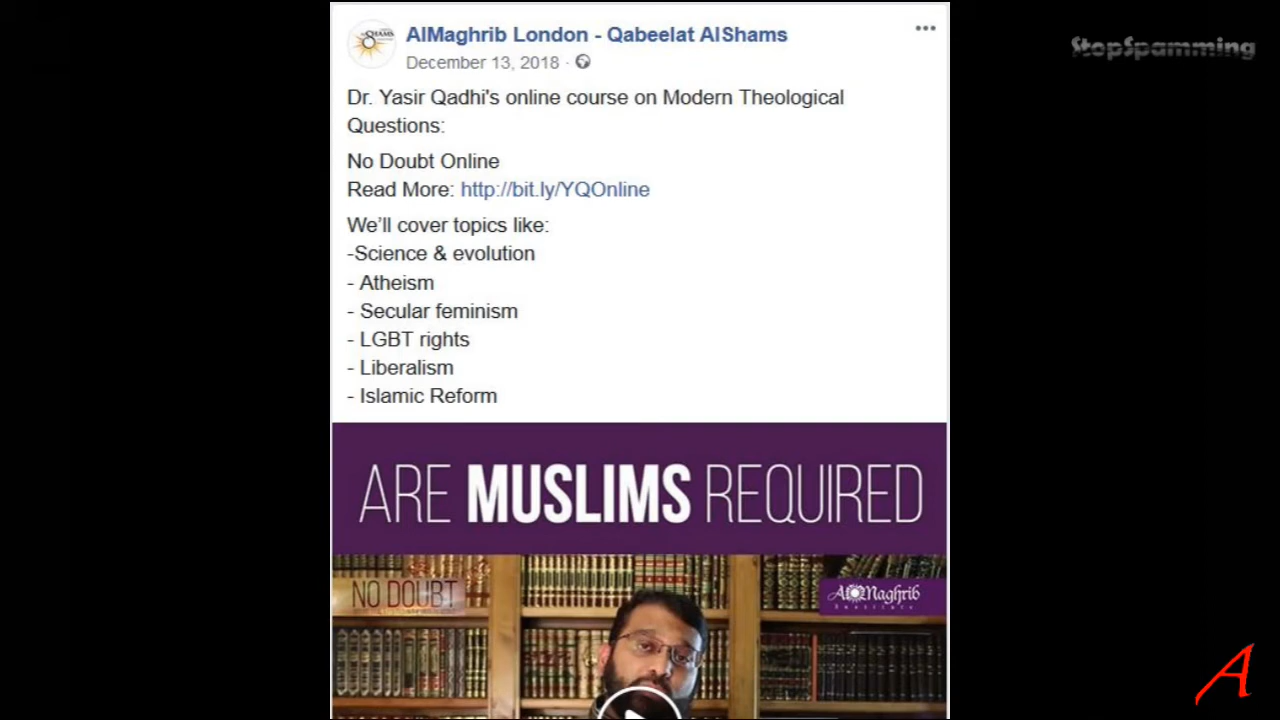 AlMaghrib London - Qabeelat AlShams
December 13, 2018 ·
StopSpamming
Dr. Yasir Qadhi's online course on Modern Theological
Questions:
No Doubt Online
Read More: http://bit.ly/YQOnline
We'll cover topics like:
-Science & evolution
- Atheism
- Secular feminism
- LGBT rights
- Liberalism
- Islamic Reform
ARE MUSLIMS REQUIRED
NO DOUBT
AlMaghrib
Institute
A